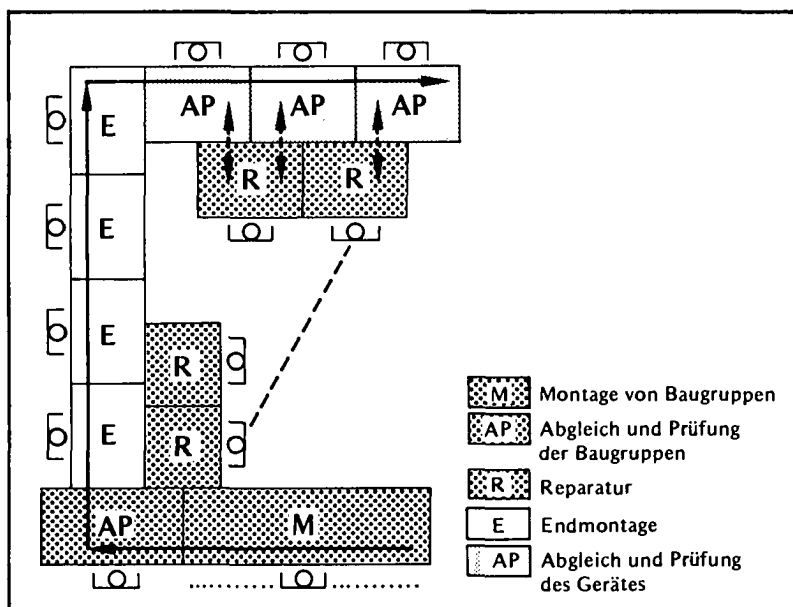 AP AP AP
E
R R
E
E
R
E
R
AP M
M Montage von Baugruppen
AP Abgleich und Prüfung
der Baugruppen
R Reparatur
E Endmontage
AP Abgleich und Prüfung
des Gerätes